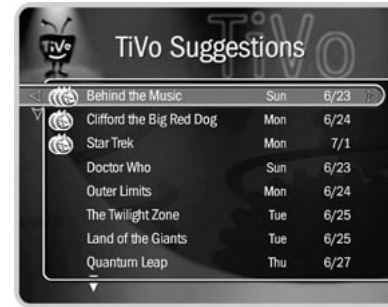 TiVo
TiVo Suggestions
Behind the Music Sun 6/23
Clifford the Big Red Dog Mon 6/24
Star Trek Mon 7/1
Doctor Who Sun 6/23
Outer Limits Mon 6/24
The Twilight Zone Tue 6/25
Land of the Giants Tue 6/25
Quantum Leap Thu 6/27